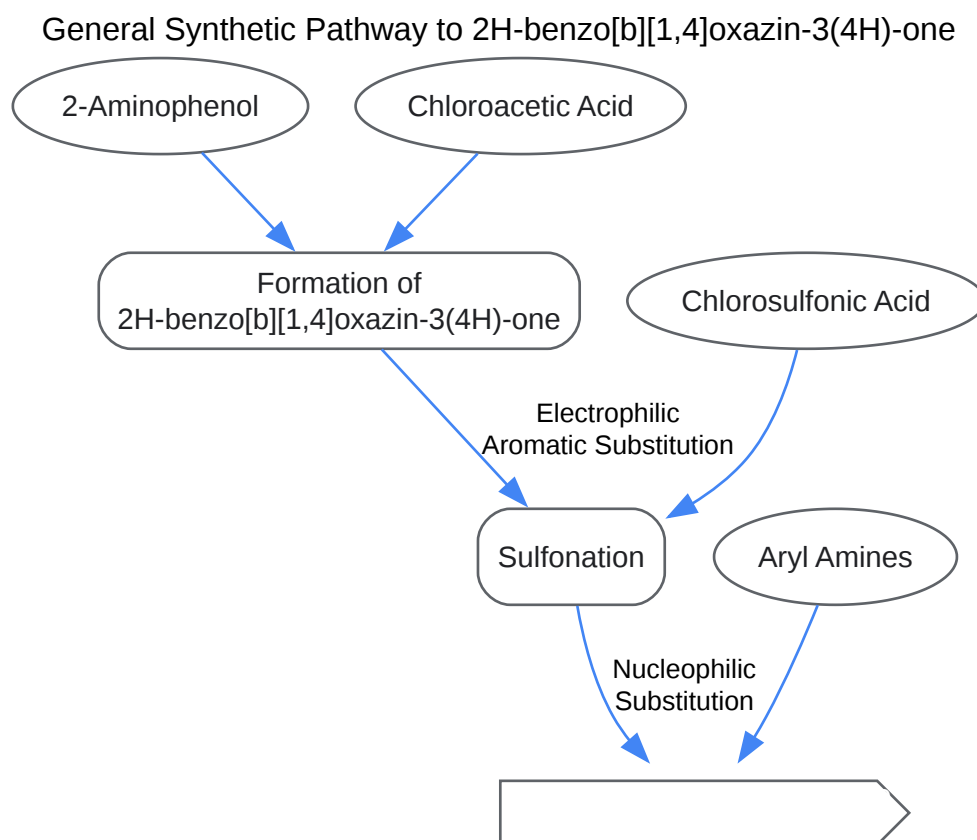 General Synthetic Pathway to 2H-benzo[b][1,4]oxazin-3(4H)-one
2-Aminophenol
Chloroacetic Acid
Formation of
2H-benzo[b][1,4]oxazin-3(4H)-one
Chlorosulfonic Acid
Electrophilic
Aromatic Substitution
Sulfonation
Aryl Amines
Nucleophilic
Substitution